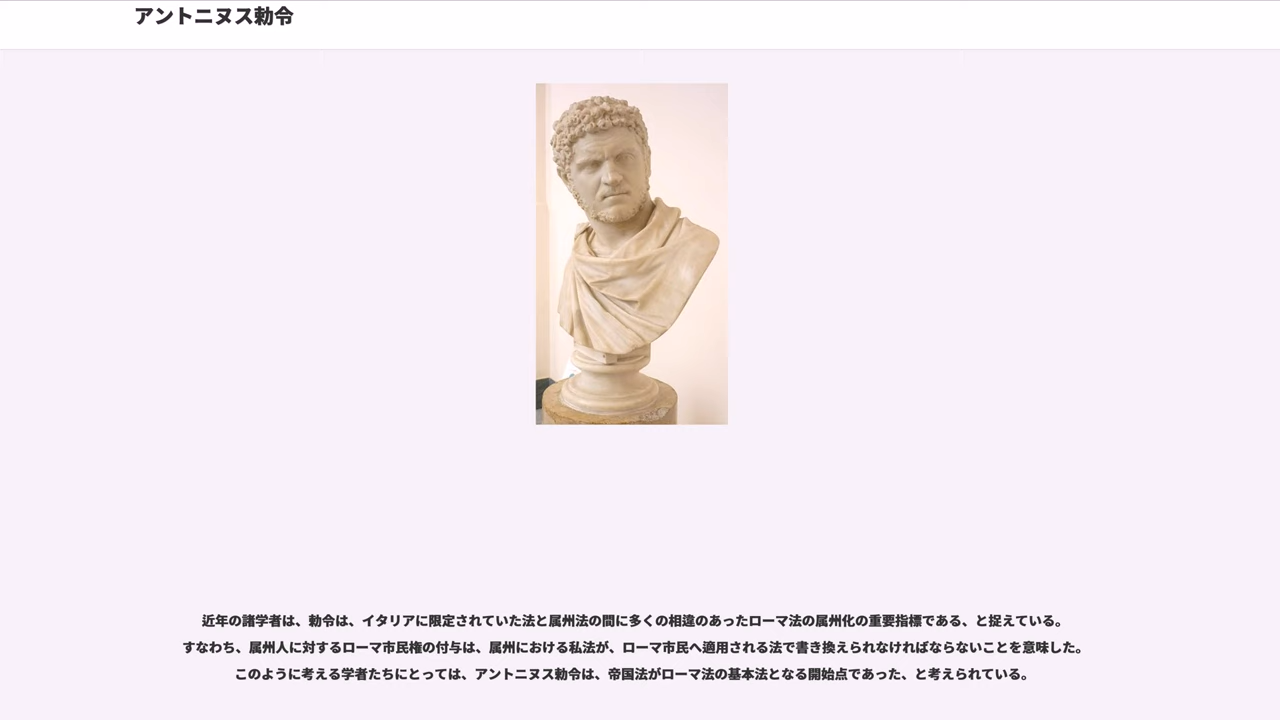 アントニヌス勅令
近年の諸学者は、勅令は、イタリアに限定されていた法と属州法の間に多くの相違のあったローマ法の属州化の重要指標である、と捉えている。
すなわち、属州人に対するローマ市民権の付与は、属州における私法が、ローマ市民へ適用される法で書き換えられなければならないことを意味した。
このように考える学者たちにとっては、アントニヌス勅令は、帝国法がローマ法の基本法となる開始点であった、と考えられている。